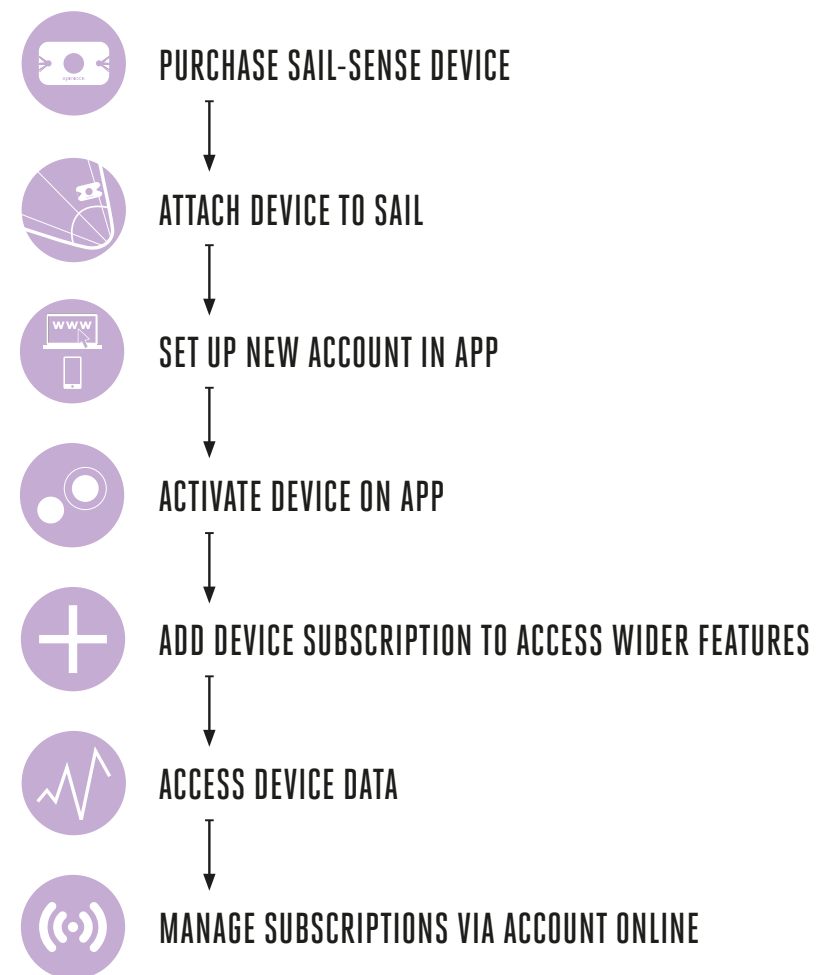 PURCHASE SAIL-SENSE DEVICE
ATTACH DEVICE TO SAIL
WWW
SET UP NEW ACCOUNT IN APP
ACTIVATE DEVICE ON APP
ADD DEVICE SUBSCRIPTION TO ACCESS WIDER FEATURES
ACCESS DEVICE DATA
MANAGE SUBSCRIPTIONS VIA ACCOUNT ONLINE